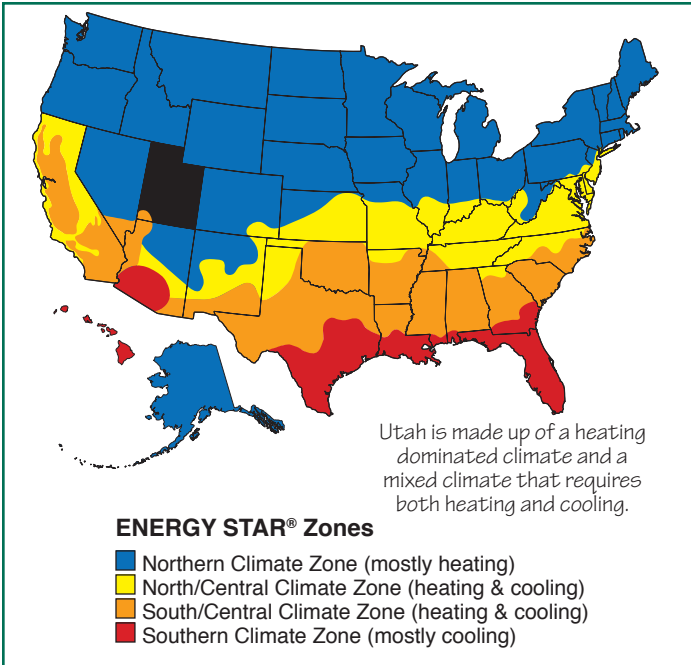 Utah is made up of a heating
dominated climate and a
mixed climate that requires
both heating and cooling.
ENERGY STAR® Zones
Northern Climate Zone (mostly heating)
North/Central Climate Zone (heating & cooling)
South/Central Climate Zone (heating & cooling)
Southern Climate Zone (mostly cooling)